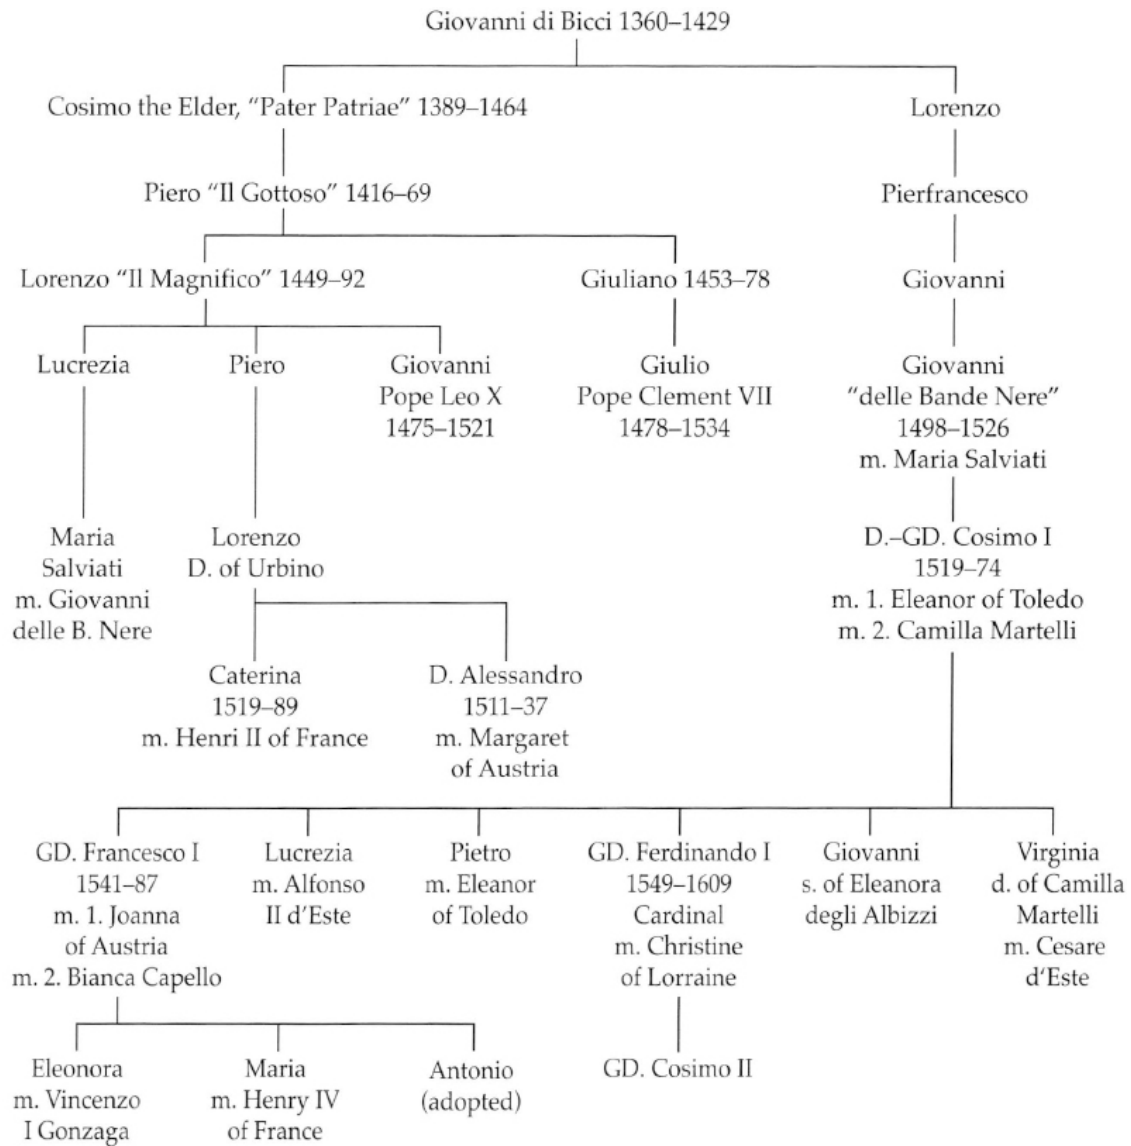 Giovanni di Bicci 1360–1429
Cosimo the Elder, “Pater Patriae” 1389–1464
Lorenzo
Piero “Il Gottoso” 1416–69
Pierfrancesco
Lorenzo “Il Magnifico” 1449–92
Giuliano 1453–78
Giovanni
Lucrezia
Piero
Giovanni
Pope Leo X
1475–1521
Giulio
Pope Clement VII
1478–1534
Giovanni
“delle Bande Nere”
1498–1526
m. Maria Salviati
Maria
Salviati
m. Giovanni
delle B. Nere
Lorenzo
D. of Urbino
D.–GD. Cosimo I
1519–74
m. 1. Eleanor of Toledo
m. 2. Camilla Martelli
Caterina
1519–89
m. Henri II of France
D. Alessandro
1511–37
m. Margaret
of Austria
GD. Francesco I
1541–87
m. 1. Joanna
of Austria
m. 2. Bianca Capello
Lucrezia
m. Alfonso
II d’Este
Pietro
m. Eleanor
of Toledo
GD. Ferdinando I
1549–1609
Cardinal
m. Christine
of Lorraine
Giovanni
s. of Eleanora
degli Albizzi
Virginia
d. of Camilla
Martelli
m. Cesare
d‘Este
Eleonora
m. Vincenzo
I Gonzaga
Maria
m. Henry IV
of France
Antonio
(adopted)
GD. Cosimo II